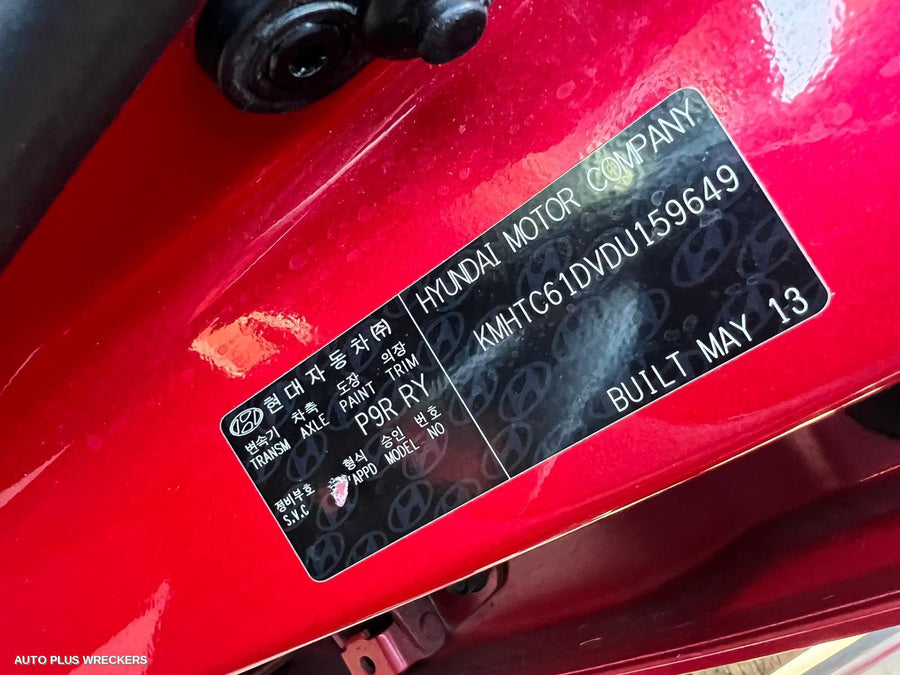 현대자동차㈜
변속기 차축 도장 의장
TRANSM AXLE PAINT TRIM
P9R RY
형식 승인 번호
APPD MODEL NO
정비부호
S.V.C
HYUNDAI MOTOR COMPANY
KMHTC61DVDU159649
BUILT MAY 13
AUTO PLUS WRECKERS